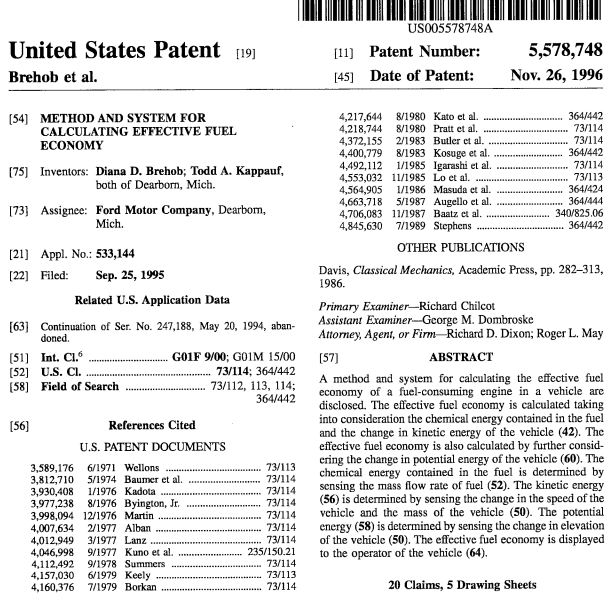 US005578748A
United States Patent [19]
Brehob et al.
[11] Patent Number: 5,578,748
[45] Date of Patent: Nov. 26, 1996
[54] METHOD AND SYSTEM FOR
CALCULATING EFFECTIVE FUEL
ECONOMY
[75] Inventors: Diana D. Brehob; Todd A. Kappauf,
both of Dearborn, Mich.
[73] Assignee: Ford Motor Company, Dearborn,
Mich.
[21] Appl. No.: 533,144
[22] Filed: Sep. 25, 1995
Related U.S. Application Data
[63] Continuation of Ser. No. 247,188, May 20, 1994, aban-
doned.
[51] Int. Cl.6 ............................ G01F 9/00; G01M 15/00
[52] U.S. Cl. ............................................ 73/114; 364/442
[58] Field of Search ............................ 73/112, 113, 114;
364/442
[56] References Cited
U.S. PATENT DOCUMENTS
3,589,176 6/1971 Wellons ............................ 73/113
3,812,710 5/1974 Baumer et al. ............................ 73/114
3,930,408 1/1976 Kadota ............................ 73/114
3,977,238 8/1976 Byington, Jr. ............................ 73/114
3,998,094 12/1976 Martin ............................ 73/114
4,007,634 2/1977 Alban ............................ 73/114
4,012,949 3/1977 Lanz ............................ 73/114
4,046,998 9/1977 Kuno et al. ............................ 235/150.21
4,112,492 9/1978 Summers ............................ 73/114
4,157,030 6/1979 Keely ............................ 73/113
4,160,376 7/1979 Borkan ............................ 73/114
4,217,644 8/1980 Kato et al. ............................ 364/442
4,218,744 8/1980 Pratt et al. ............................ 73/114
4,372,155 2/1983 Butler et al. ............................ 73/114
4,400,779 8/1983 Kosuge et al. ............................ 364/442
4,492,112 1/1985 Igarashi et al. ............................ 73/114
4,553,032 11/1985 Lo et al. ............................ 73/113
4,564,905 1/1986 Masuda et al. ............................ 364/424
4,663,718 5/1987 Augello et al. ............................ 364/444
4,706,083 11/1987 Baatz et al. ............................ 340/825.06
4,845,630 7/1989 Stephens ............................ 364/442
OTHER PUBLICATIONS
Davis, Classical Mechanics, Academic Press, pp. 282–313,
1986.
Primary Examiner—Richard Chilcot
Assistant Examiner—George M. Dombroske
Attorney, Agent, or Firm—Richard D. Dixon; Roger L. May
[57] ABSTRACT
A method and system for calculating the effective fuel
economy of a fuel-consuming engine in a vehicle are
disclosed. The effective fuel economy is calculated taking
into consideration the chemical energy contained in the fuel
and the change in kinetic energy of the vehicle (42). The
effective fuel economy is also calculated by further consid-
ering the change in potential energy of the vehicle (60). The
chemical energy contained in the fuel is determined by
sensing the mass flow rate of fuel (52). The kinetic energy
(56) is determined by sensing the change in the speed of the
vehicle and the mass of the vehicle (50). The potential
energy (58) is determined by sensing the change in elevation
of the vehicle (50). The effective fuel economy is displayed
to the operator of the vehicle (64).
20 Claims, 5 Drawing Sheets